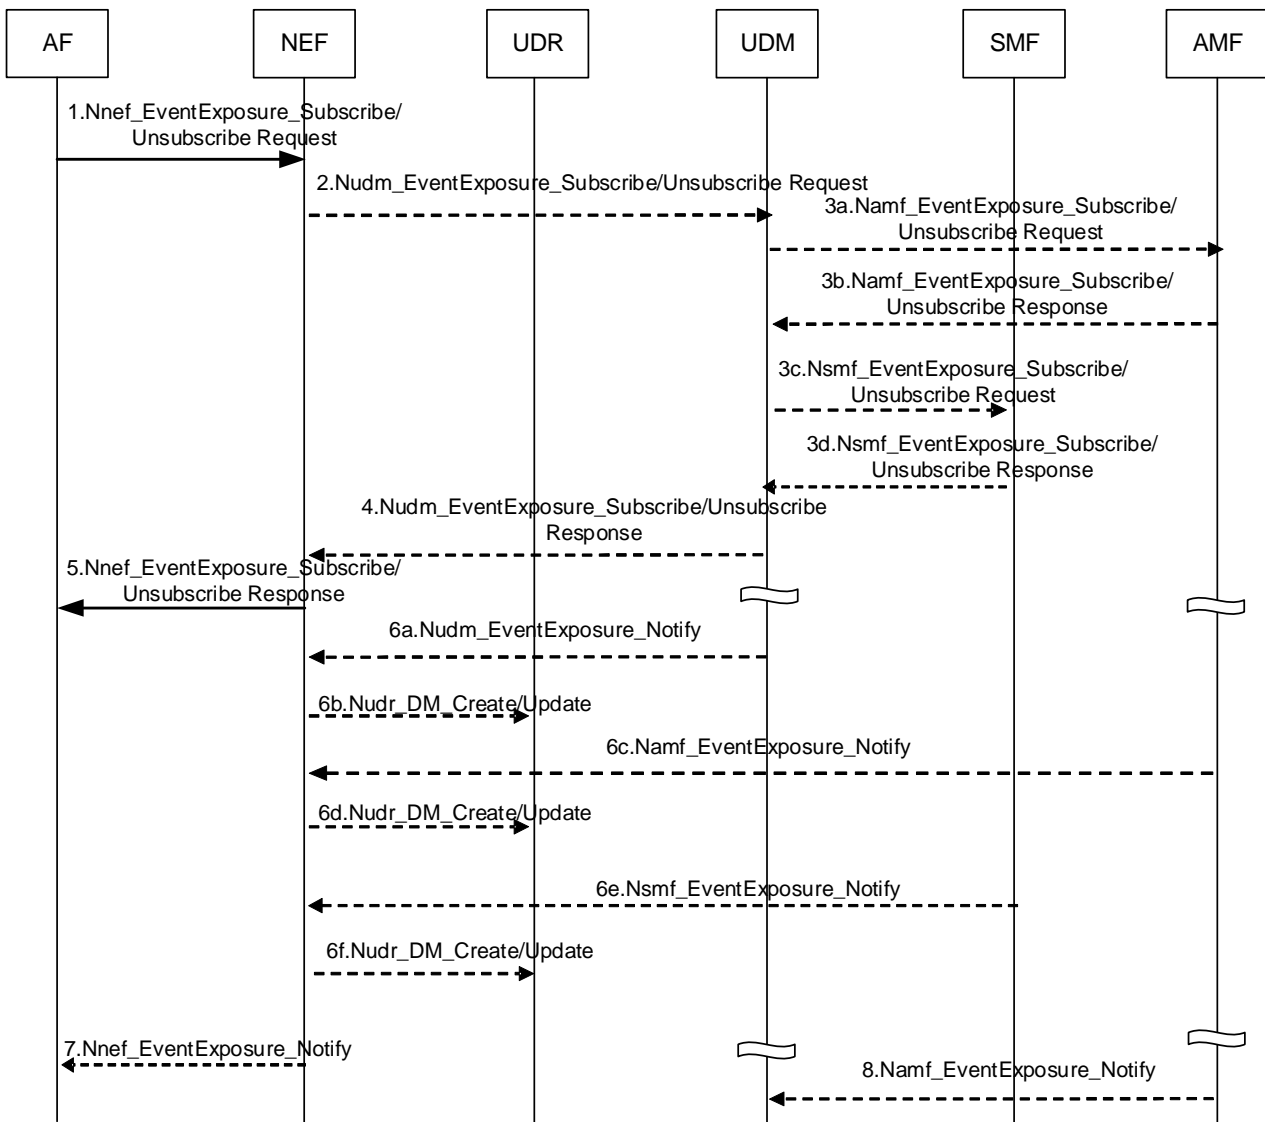 AF
NEF
UDR
UDM
SMF
AMF
1.Nnef_EventExposure_Subscribe/
Unsubscribe Request
2.Nudm_EventExposure_Subscribe/Unsubscribe Request
3a.Namf_EventExposure_Subscribe/
Unsubscribe Request
3b.Namf_EventExposure_Subscribe/
Unsubscribe Response
3c.Nsmf_EventExposure_Subscribe/
Unsubscribe Request
3d.Nsmf_EventExposure_Subscribe/
Unsubscribe Response
4.Nudm_EventExposure_Subscribe/Unsubscribe
Response
5.Nnef_EventExposure_Subscribe/
Unsubscribe Response
6a.Nudm_EventExposure_Notify
6b.Nudr_DM_Create/Update
6c.Namf_EventExposure_Notify
6d.Nudr_DM_Create/Update
6e.Nsmf_EventExposure_Notify
6f.Nudr_DM_Create/Update
7.Nnef_EventExposure_Notify
8.Namf_EventExposure_Notify